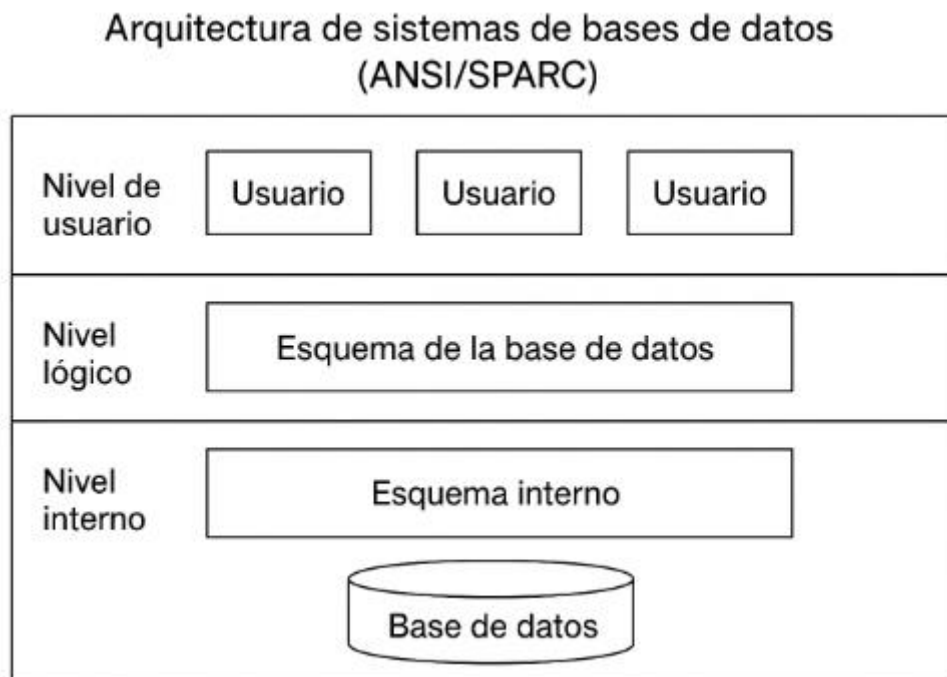 Arquitectura de sistemas de bases de datos
(ANSI/SPARC)
Nivel de
usuario
Usuario
Usuario
Usuario
Nivel
lógico
Esquema de la base de datos
Nivel
interno
Esquema interno
Base de datos